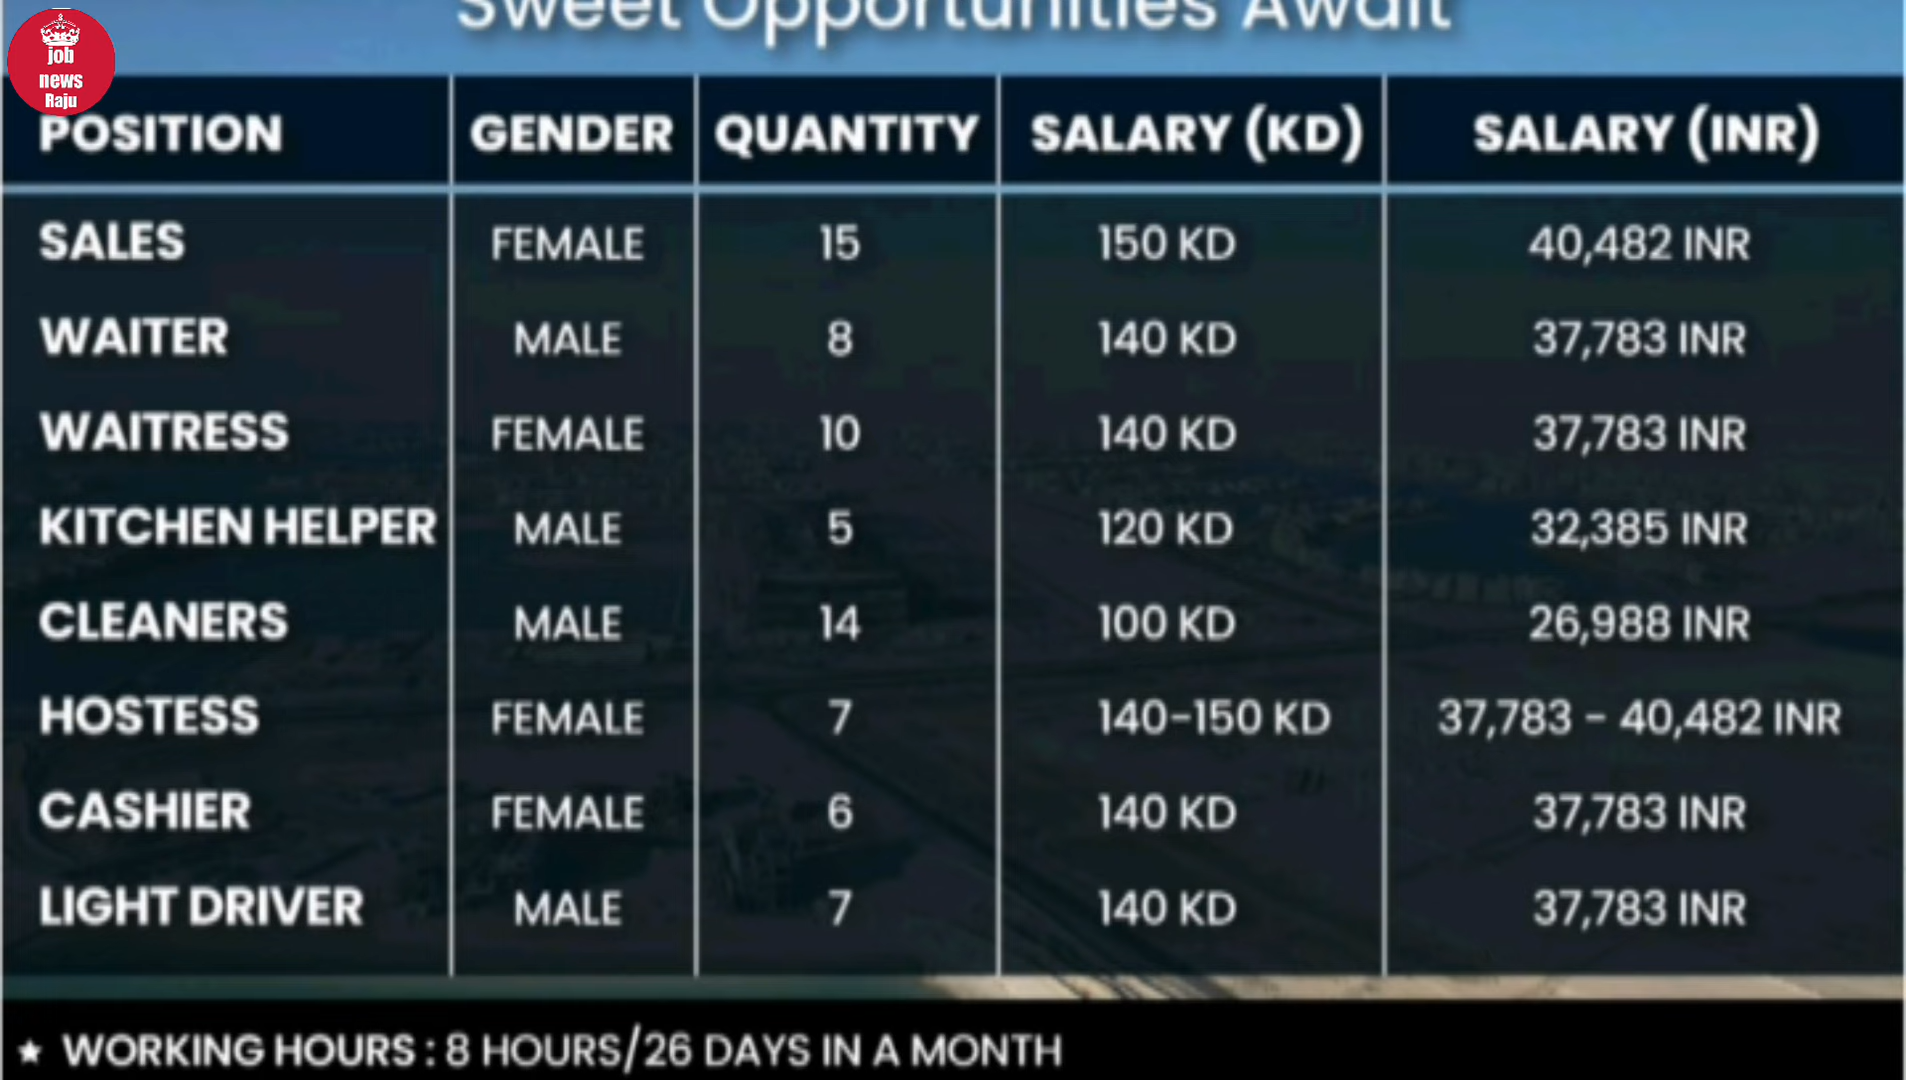 Sweet Opportunities Await
job
news
Raju
POSITION GENDER QUANTITY SALARY (KD) SALARY (INR)
SALES FEMALE 15 150 KD 40,482 INR
WAITER MALE 8 140 KD 37,783 INR
WAITRESS FEMALE 10 140 KD 37,783 INR
KITCHEN HELPER MALE 5 120 KD 32,385 INR
CLEANERS MALE 14 100 KD 26,988 INR
HOSTESS FEMALE 7 140-150 KD 37,783 - 40,482 INR
CASHIER FEMALE 6 140 KD 37,783 INR
LIGHT DRIVER MALE 7 140 KD 37,783 INR
★ WORKING HOURS : 8 HOURS/26 DAYS IN A MONTH